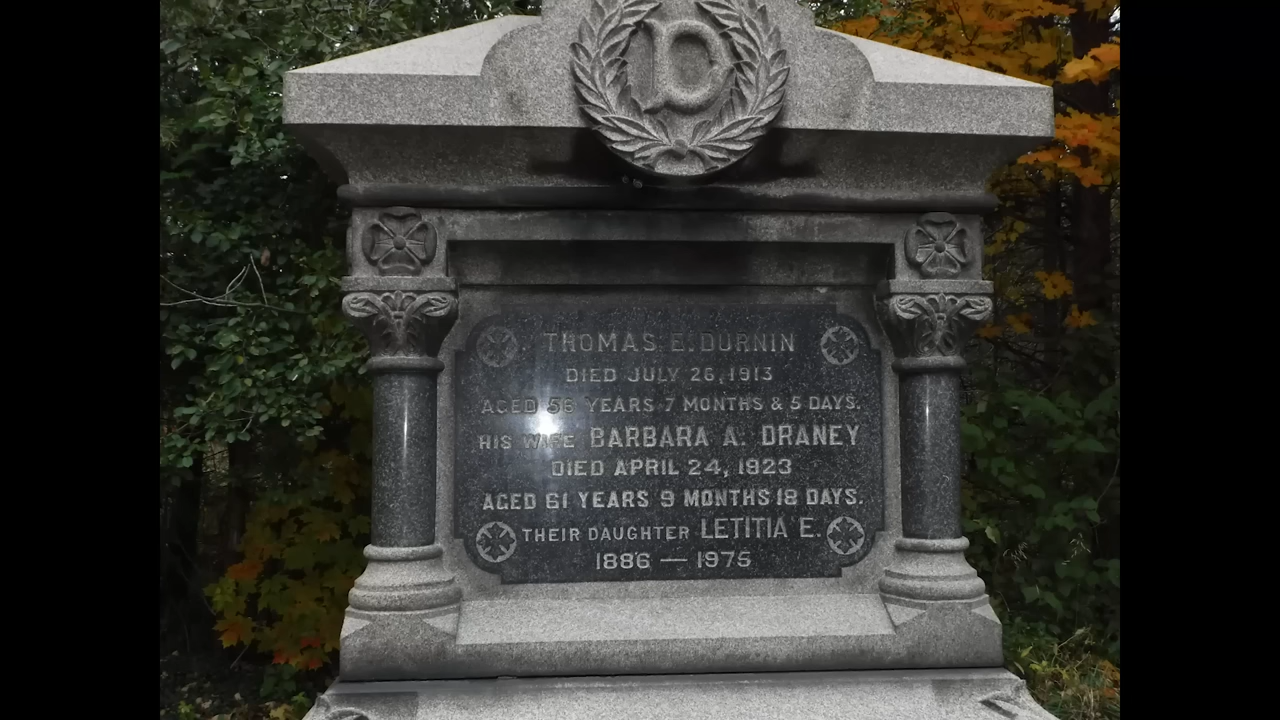 D
THOMAS E. DURNIN
DIED JULY 26, 1913
AGED 56 YEARS 7 MONTHS & 5 DAYS.
HIS WIFE BARBARA A. DRANEY
DIED APRIL 24, 1923
AGED 61 YEARS 9 MONTHS 18 DAYS.
THEIR DAUGHTER LETITIA E.
1886 — 1975